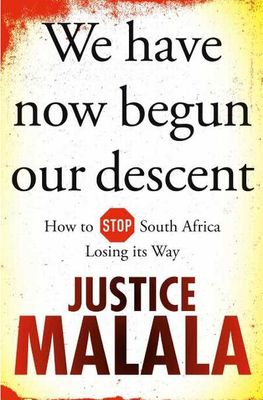 We have
now begun
our descent
How to STOP South Africa
Losing its Way
JUSTICE
MALALA